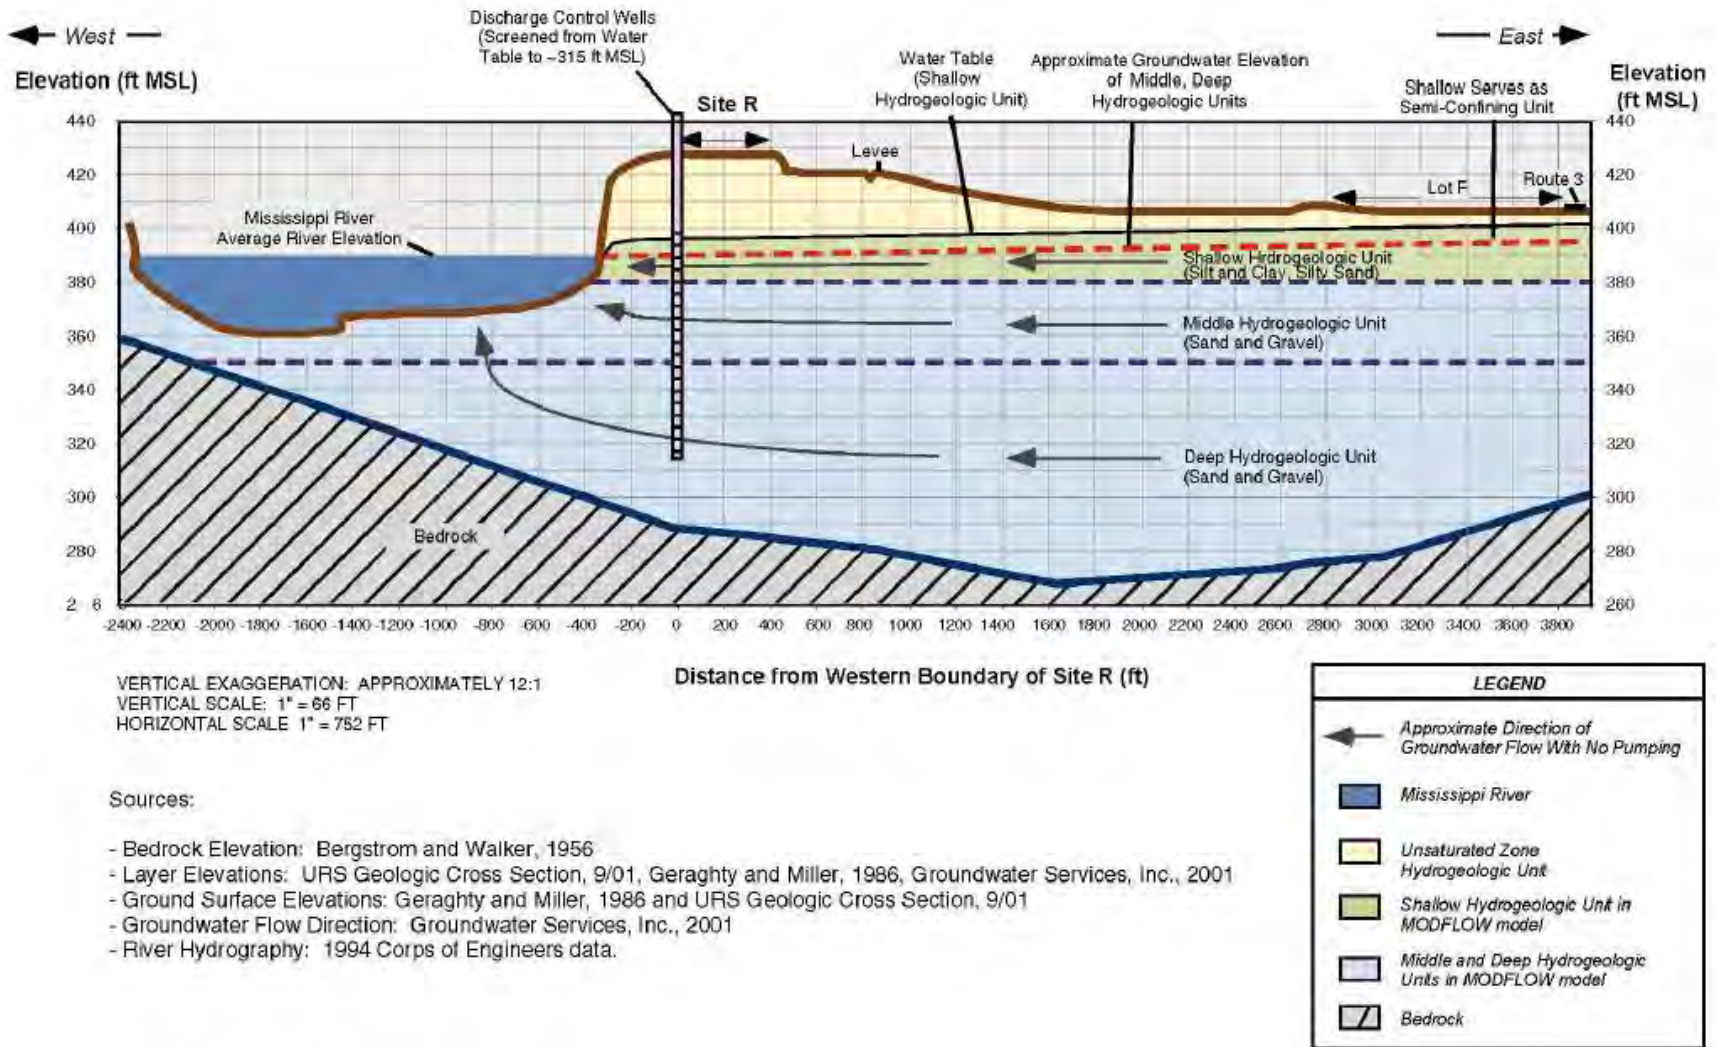 West
East
Elevation (ft MSL)
Elevation
(ft MSL)
Discharge Control Wells
(Screened from Water
Table to ~315 ft MSL)
Site R
Water Table
(Shallow
Hydrogeologic Unit)
Approximate Groundwater Elevation
of Middle, Deep
Hydrogeologic Units
Shallow Serves as
Semi-Confining Unit
Levee
Lot F
Route 3
Mississippi River
Average River Elevation
Shallow Hrdrogeologic Unit
(Silt and Clay, Silty Sand)
Middle Hydrogeologic Unit
(Sand and Gravel)
Deep Hydrogeologic Unit
(Sand and Gravel)
Bedrock
440
420
400
380
360
340
320
300
280
2 6
440
420
400
380
360
340
320
300
280
260
-2400 -2200 -2000 -1800 -1600 -1400 -1200 -1000 -800 -600 -400 -200 0 200 400 600 800 1000 1200 1400 1600 1800 2000 2200 2400 2600 2800 3000 3200 3400 3600 3800
Distance from Western Boundary of Site R (ft)
VERTICAL EXAGGERATION: APPROXIMATELY 12:1
VERTICAL SCALE: 1" = 66 FT
HORIZONTAL SCALE 1" = 752 FT
Sources:
- Bedrock Elevation: Bergstrom and Walker, 1956
- Layer Elevations: URS Geologic Cross Section, 9/01, Geraghty and Miller, 1986, Groundwater Services, Inc., 2001
- Ground Surface Elevations: Geraghty and Miller, 1986 and URS Geologic Cross Section, 9/01
- Groundwater Flow Direction: Groundwater Services, Inc., 2001
- River Hydrography: 1994 Corps of Engineers data.
LEGEND
Approximate Direction of
Groundwater Flow With No Pumping
Mississippi River
Unsaturated Zone
Hydrogeologic Unit
Shallow Hydrogeologic Unit in
MODFLOW model
Middle and Deep Hydrogeologic
Units in MODFLOW model
Bedrock